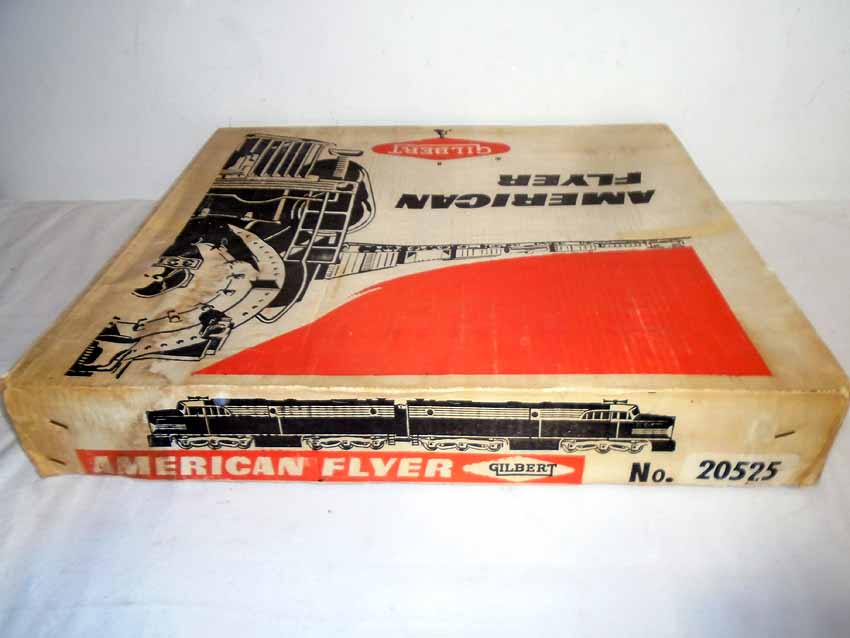 GILBERT
AMERICAN
FLYER
AMERICAN FLYER GILBERT No. 20525